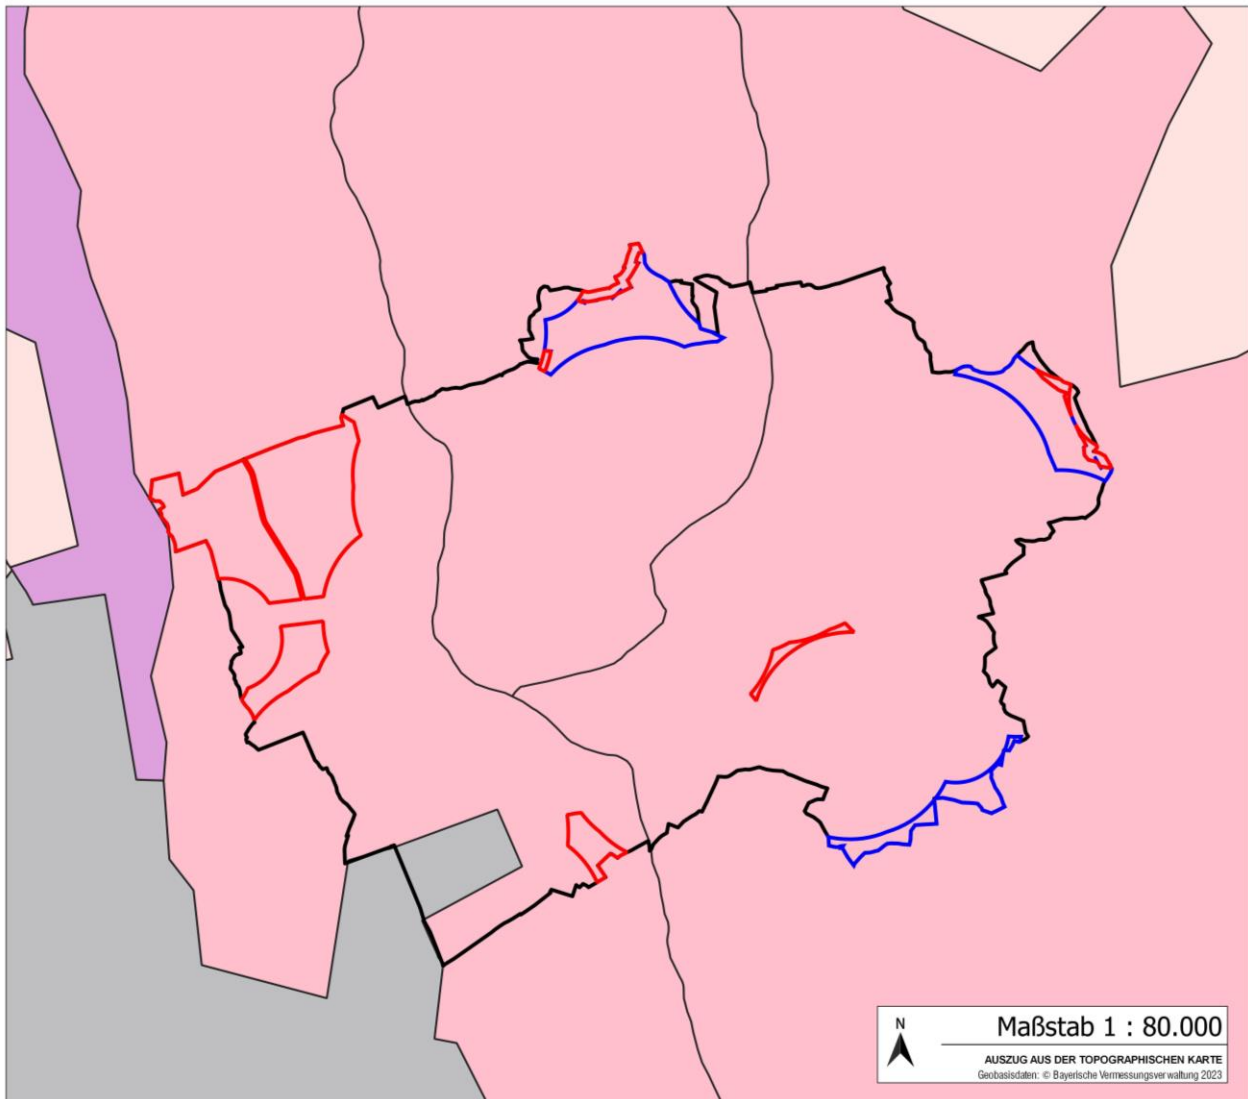 N
Maßstab 1 : 80.000
AUSZUG AUS DER TOPOGRAPHISCHEN KARTE
Geobasisdaten: © Bayerische Vermessungsverwaltung 2023